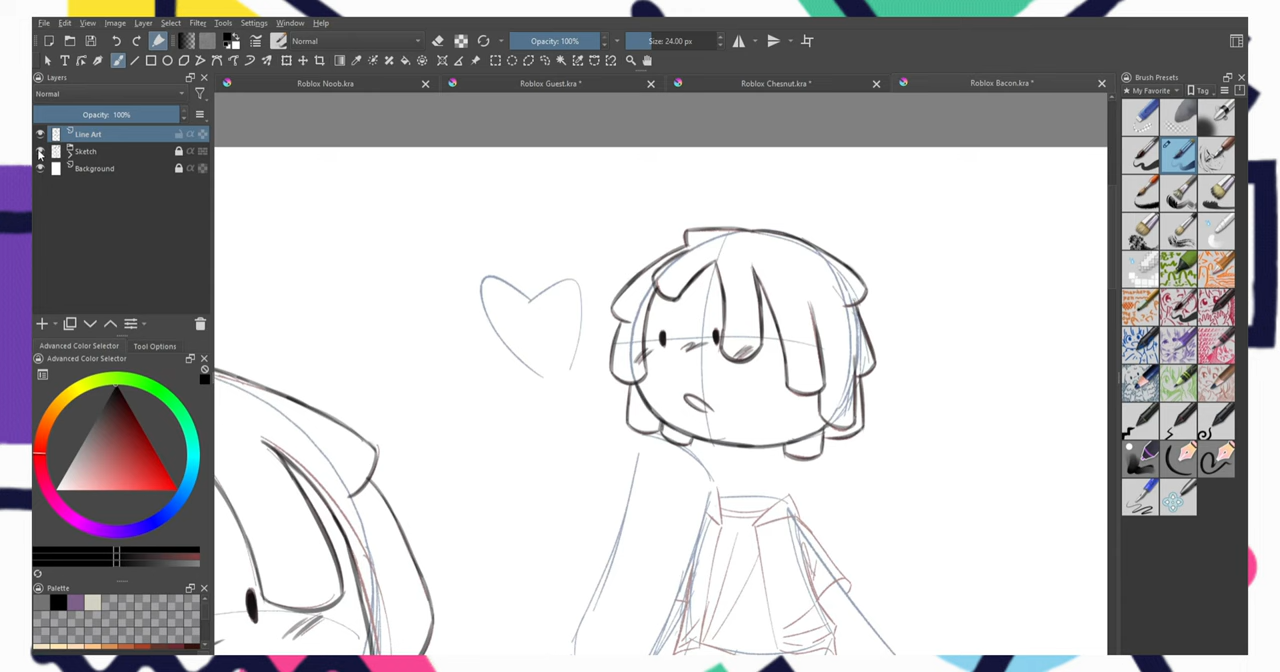 File Edit View Image Layer Select Filter Tools Settings Window Help
Normal Opacity: 100% Size: 24.00 px
Layers
Roblox Noob.kra Roblox Guest.kra * Roblox Chesnut.kra * Roblox Bacon.kra *
Brush Presets
Normal
My Favorite Tag
Opacity: 100%
Line Art
Sketch
Background
Advanced Color Selector Tool Options
Advanced Color Selector
Palette